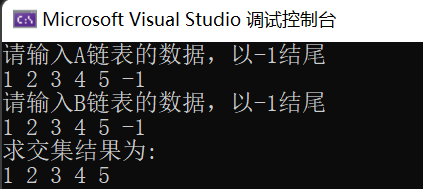 Microsoft Visual Studio 调试控制台
请输入A链表的数据，以-1结尾
1 2 3 4 5 -1
请输入B链表的数据，以-1结尾
1 2 3 4 5 -1
求交集结果为:
1 2 3 4 5